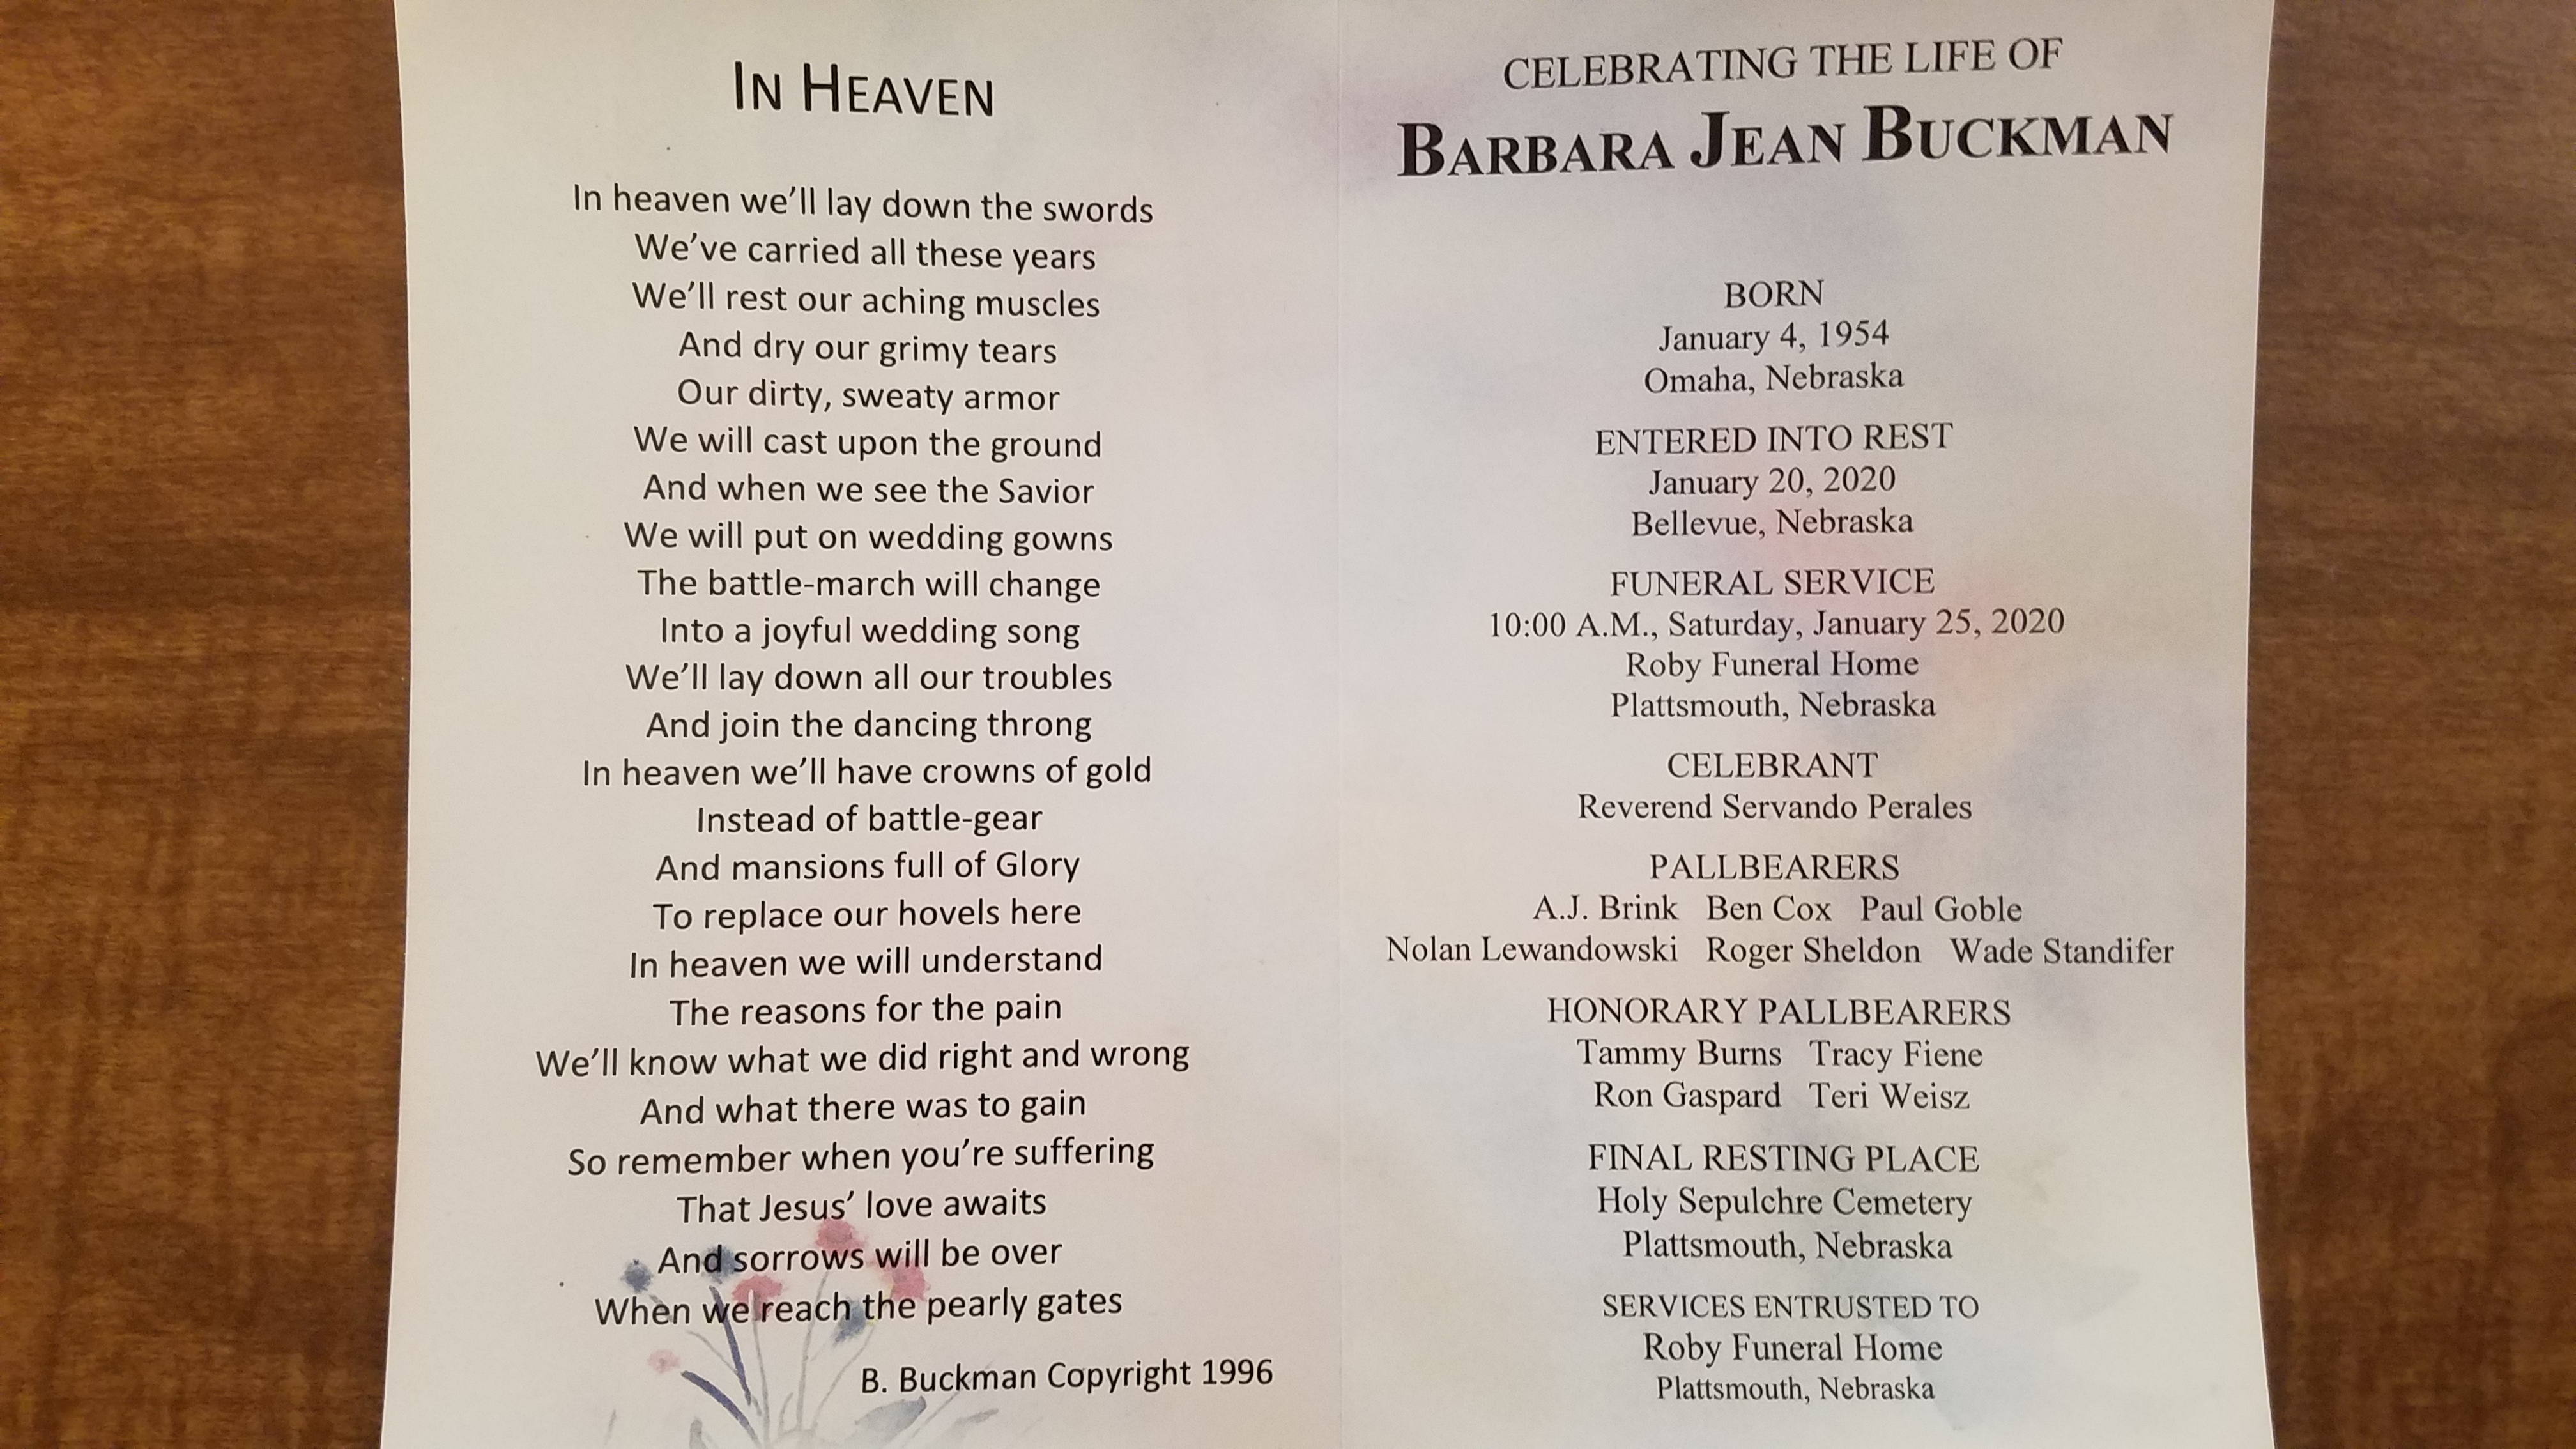 IN HEAVEN
In heaven we'll lay down the swords
We've carried all these years
We'll rest our aching muscles
And dry our grimy tears
Our dirty, sweaty armor
We will cast upon the ground
And when we see the Savior
We will put on wedding gowns
The battle-march will change
Into a joyful wedding song
We'll lay down all our troubles
And join the dancing throng
In heaven we'll have crowns of gold
Instead of battle-gear
And mansions full of Glory
To replace our hovels here
In heaven we will understand
The reasons for the pain
We'll know what we did right and wrong
And what there was to gain
So remember when you're suffering
That Jesus' love awaits
And sorrows will be over
When we reach the pearly gates
B. Buckman Copyright 1996
CELEBRATING THE LIFE OF
BARBARA JEAN BUCKMAN
BORN
January 4, 1954
Omaha, Nebraska
ENTERED INTO REST
January 20, 2020
Bellevue, Nebraska
FUNERAL SERVICE
10:00 A.M., Saturday, January 25, 2020
Roby Funeral Home
Plattsmouth, Nebraska
CELEBRANT
Reverend Servando Perales
PALLBEARERS
A.J. Brink Ben Cox Paul Goble
Nolan Lewandowski Roger Sheldon Wade Standifer
HONORARY PALLBEARERS
Tammy Burns Tracy Fiene
Ron Gaspard Teri Weisz
FINAL RESTING PLACE
Holy Sepulchre Cemetery
Plattsmouth, Nebraska
SERVICES ENTRUSTED TO
Roby Funeral Home
Plattsmouth, Nebraska